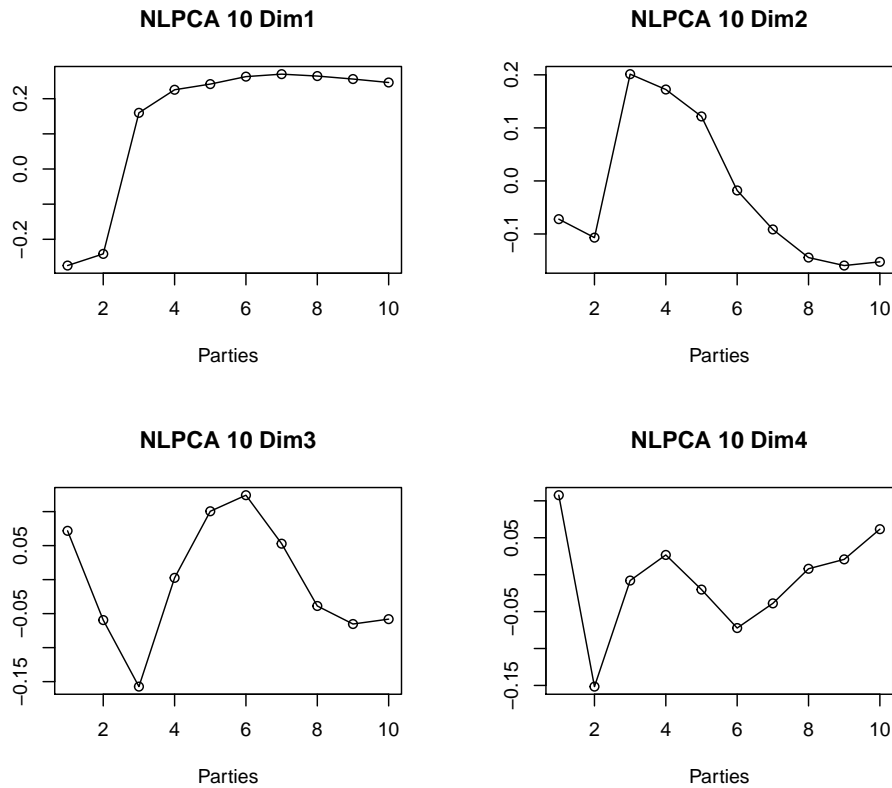 NLPCA 10 Dim1
0.2
0.0
−0.2
2 4 6 8 10
Parties
NLPCA 10 Dim2
0.2
0.1
0.0
−0.1
2 4 6 8 10
Parties
NLPCA 10 Dim3
0.05
−0.05
−0.15
2 4 6 8 10
Parties
NLPCA 10 Dim4
0.05
−0.05
−0.15
2 4 6 8 10
Parties